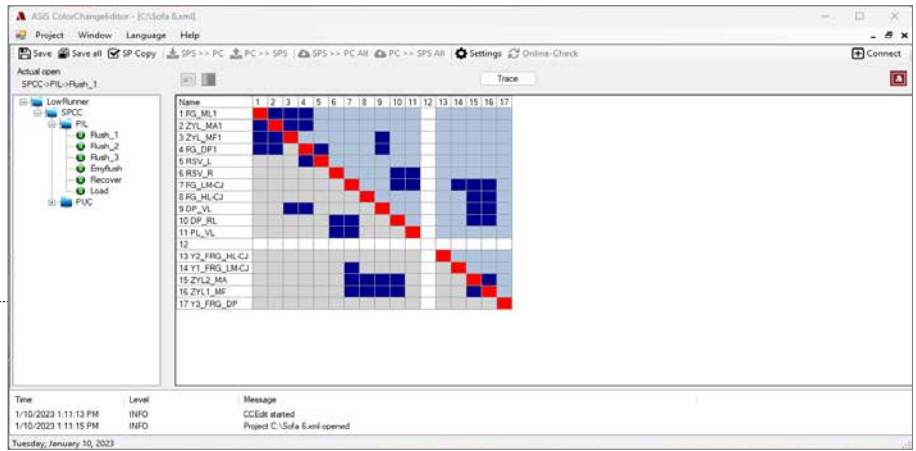 ASIS ColorChangeEditor - [C:\Sofa 6.xml]
Project Window Language Help
Save Save all SP Copy SPS >> PC PC >> SPS SPS >> PC All PC >> SPS All Settings Online-Check Connect
Actual open
SPCC->PIL->Flush_1
Trace
LowRunner
SPCC
PIL
Flush_1
Flush_2
Flush_3
Emyflush
Recover
Load
PUC
Name 1 2 3 4 5 6 7 8 9 10 11 12 13 14 15 16 17
1 FG_ML1
2 ZYL_MA1
3 ZYL_MF1
4 FG_DP1
5 RSV_L
6 RSV_R
7 FG_LM-CJ
8 FG_HL-CJ
9 DP_VL
10 DP_RL
11 PL_VL
12
13 Y2_FRG_HL-CJ
14 Y1_FRG_LM-CJ
15 ZYL2_MA
16 ZYL1_MF
17 Y3_FRG_DP
Time Level Message
1/10/2023 1:11:13 PM INFO CCEdit started
1/10/2023 1:11:15 PM INFO Project C:\Sofa 6.xml opened
Tuesday, January 10, 2023